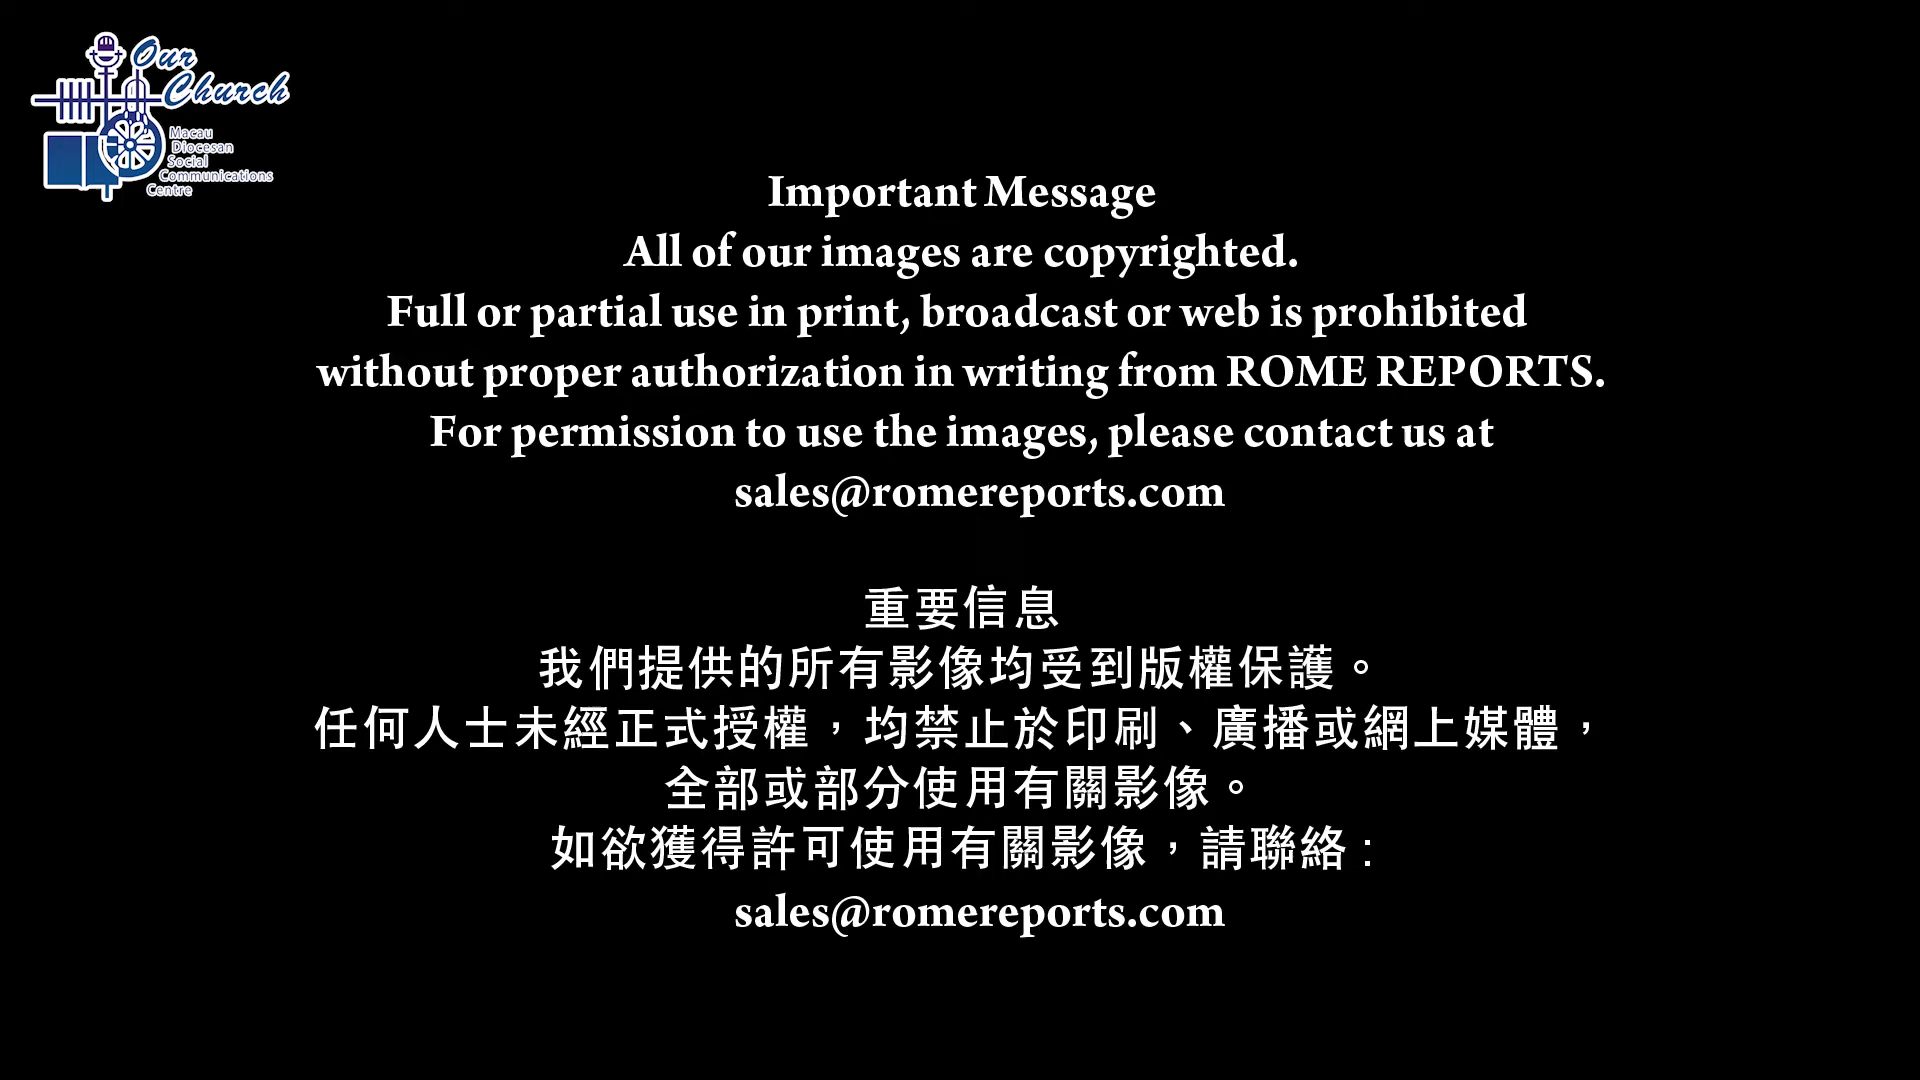 Our
Church
Macau
Diocesan
Social
Communications
Centre
Important Message
All of our images are copyrighted.
Full or partial use in print, broadcast or web is prohibited
without proper authorization in writing from ROME REPORTS.
For permission to use the images, please contact us at
sales@romereports.com
重要信息
我們提供的所有影像均受到版權保護。
任何人士未經正式授權，均禁止於印刷、廣播或網上媒體，
全部或部分使用有關影像。
如欲獲得許可使用有關影像，請聯絡：
sales@romereports.com